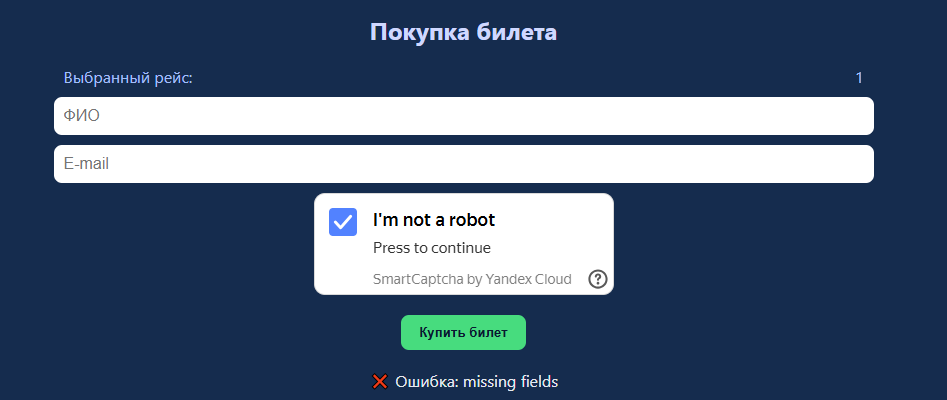 Покупка билета
Выбранный рейс: 1
ФИО
E-mail
I'm not a robot
Press to continue
SmartCaptcha by Yandex Cloud ?
Купить билет
❌ Ошибка: missing fields